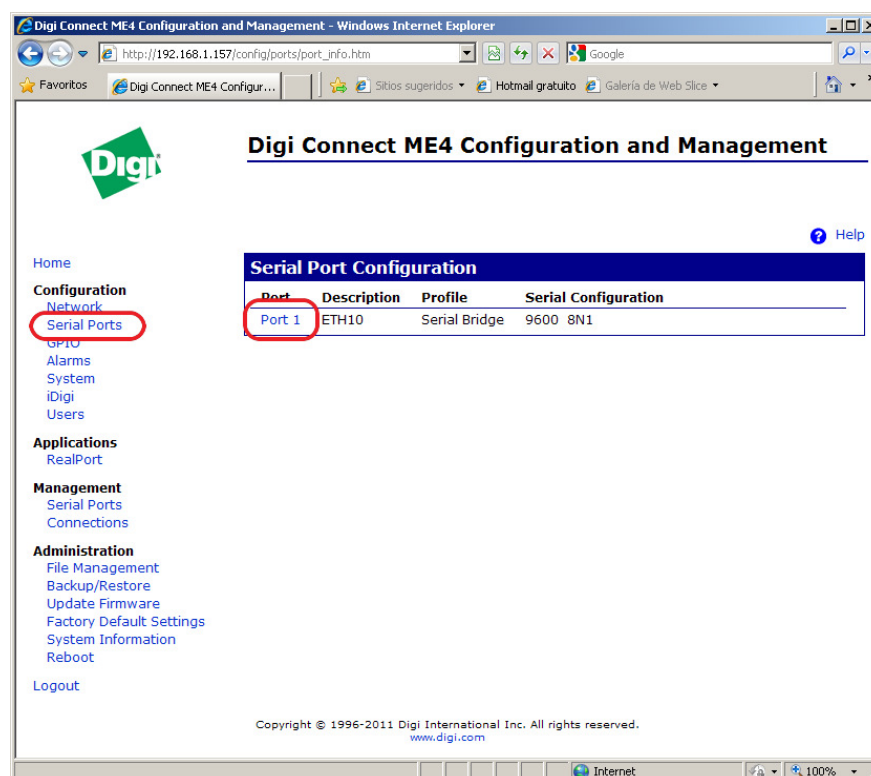 Digi Connect ME4 Configuration and Management - Windows Internet Explorer
http://192.168.1.157/config/ports/port_info.htm
Google
Favoritos
Digi Connect ME4 Configur...
Sitios sugeridos
Hotmail gratuito
Galería de Web Slice
Digi
Digi Connect ME4 Configuration and Management
Help
Home
Configuration
Network
Serial Ports
GPIO
Alarms
System
iDigi
Users
Applications
RealPort
Management
Serial Ports
Connections
Administration
File Management
Backup/Restore
Update Firmware
Factory Default Settings
System Information
Reboot
Logout
Serial Port Configuration
Port Description Profile Serial Configuration
Port 1 ETH10 Serial Bridge 9600 8N1
Copyright © 1996-2011 Digi International Inc. All rights reserved.
www.digi.com
Internet
100%